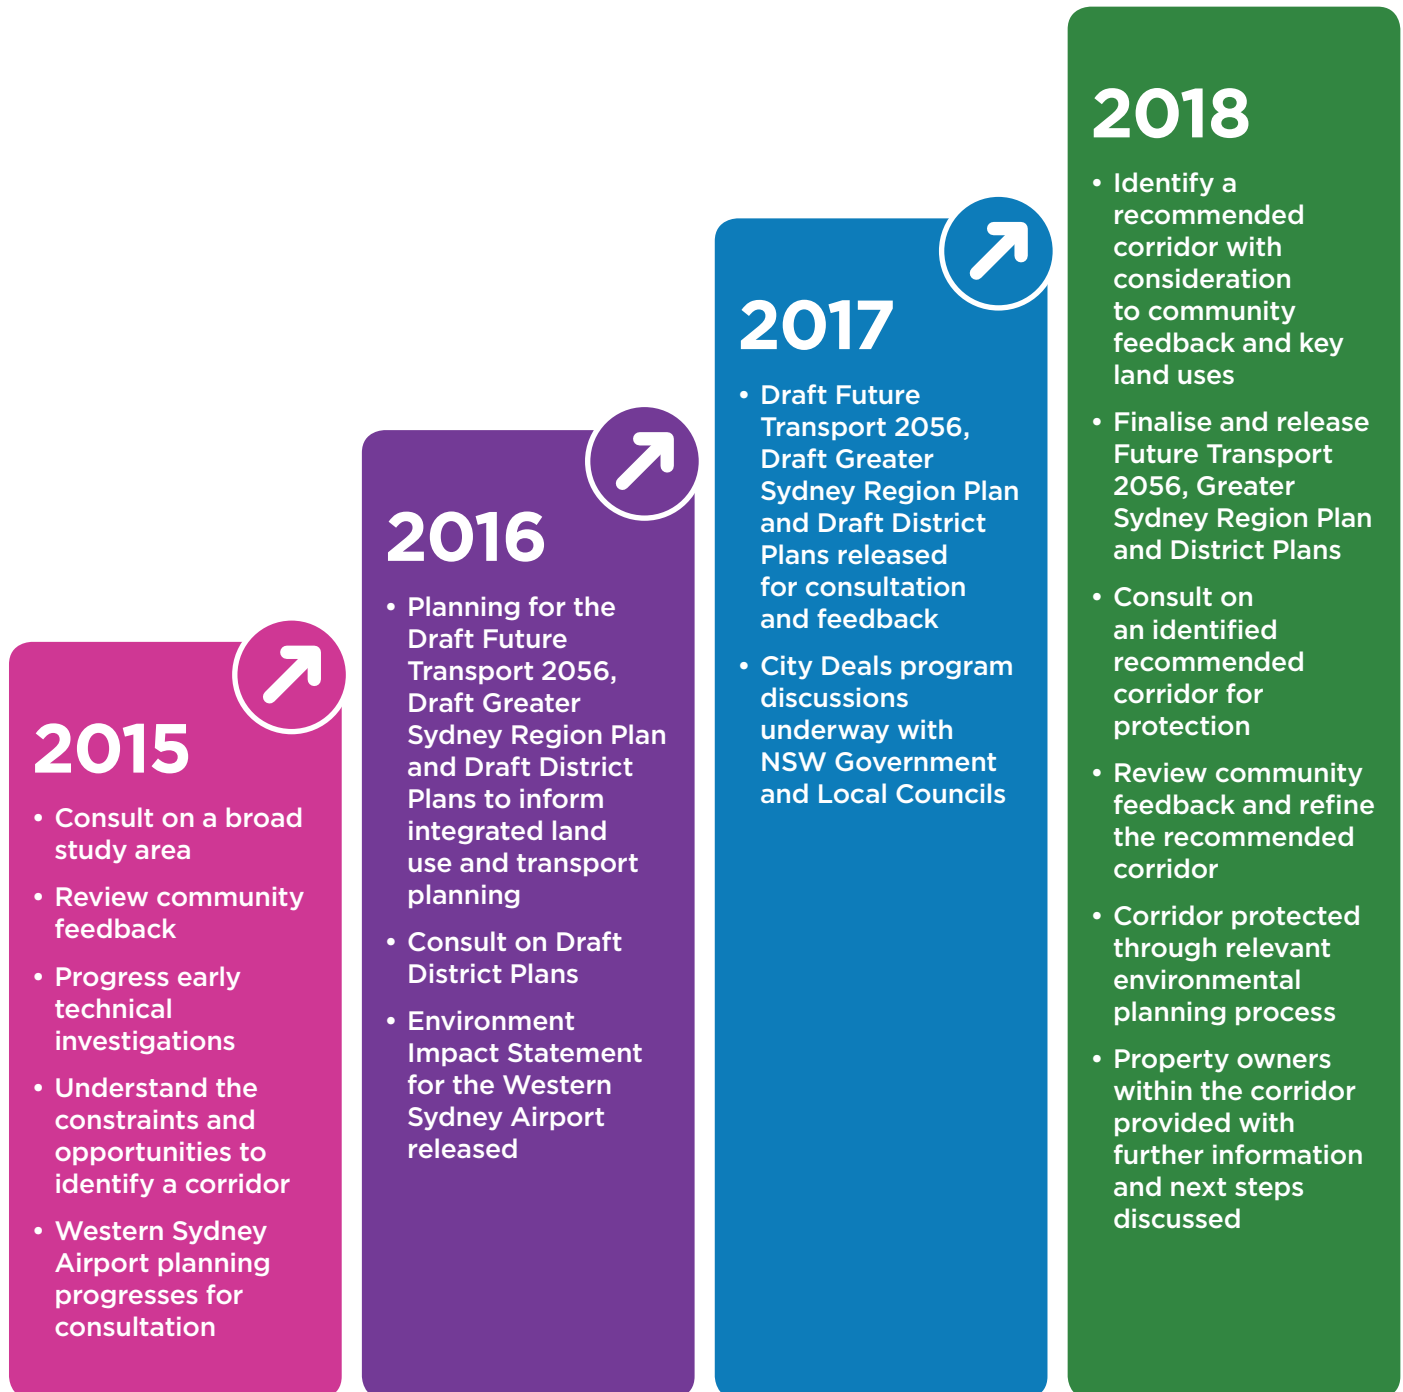 2015
• Consult on a broad
study area
• Review community
feedback
• Progress early
technical
investigations
• Understand the
constraints and
opportunities to
identify a corridor
• Western Sydney
Airport planning
progresses for
consultation
2016
• Planning for the
Draft Future
Transport 2056,
Draft Greater
Sydney Region Plan
and Draft District
Plans to inform
integrated land
use and transport
planning
• Consult on Draft
District Plans
• Environment
Impact Statement
for the Western
Sydney Airport
released
2017
• Draft Future
Transport 2056,
Draft Greater
Sydney Region Plan
and Draft District
Plans released
for consultation
and feedback
• City Deals program
discussions
underway with
NSW Government
and Local Councils
2018
• Identify a
recommended
corridor with
consideration
to community
feedback and key
land uses
• Finalise and release
Future Transport
2056, Greater
Sydney Region Plan
and District Plans
• Consult on
an identified
recommended
corridor for
protection
• Review community
feedback and refine
the recommended
corridor
• Corridor protected
through relevant
environmental
planning process
• Property owners
within the corridor
provided with
further information
and next steps
discussed